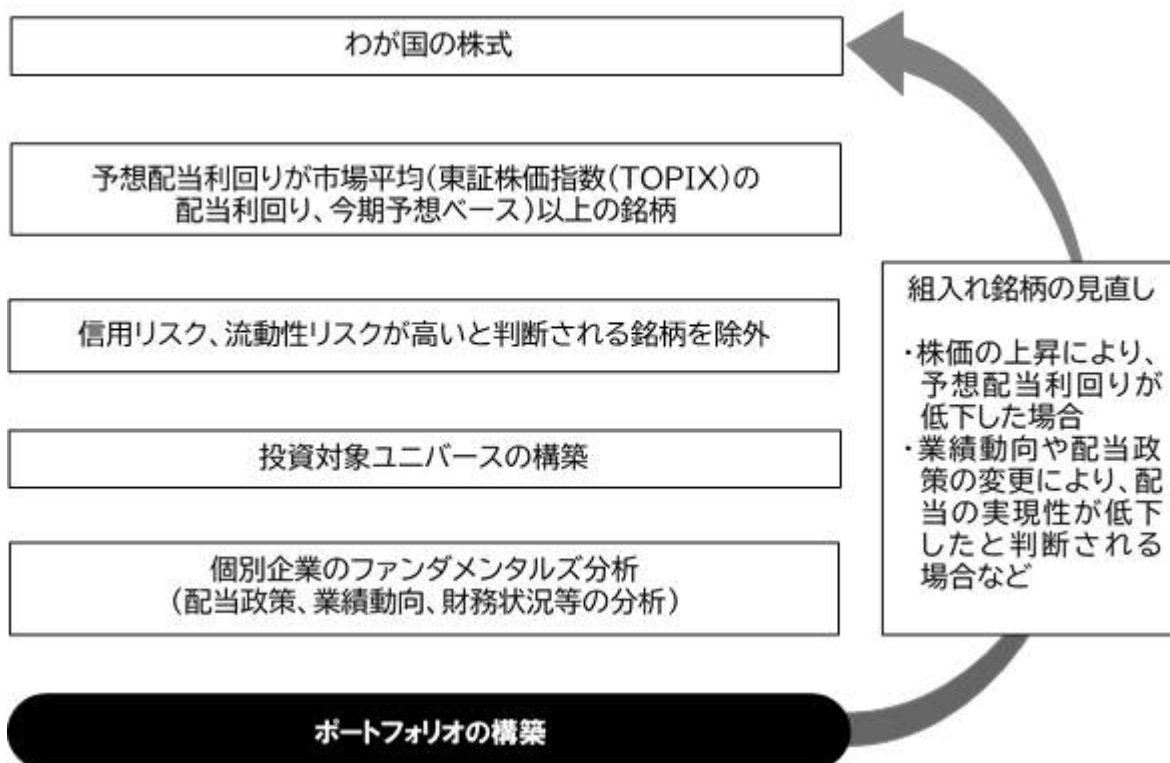 わが国の株式
予想配当利回りが市場平均(東証株価指数(TOPIX)の
配当利回り、今期予想ベース)以上の銘柄
信用リスク、流動性リスクが高いと判断される銘柄を除外
投資対象ユニバースの構築
個別企業のファンダメンタルズ分析
(配当政策、業績動向、財務状況等の分析)
ポートフォリオの構築
組入れ銘柄の見直し
・株価の上昇により、
予想配当利回りが
低下した場合
・業績動向や配当政
策の変更により、配
当の実現性が低下
したと判断される
場合など